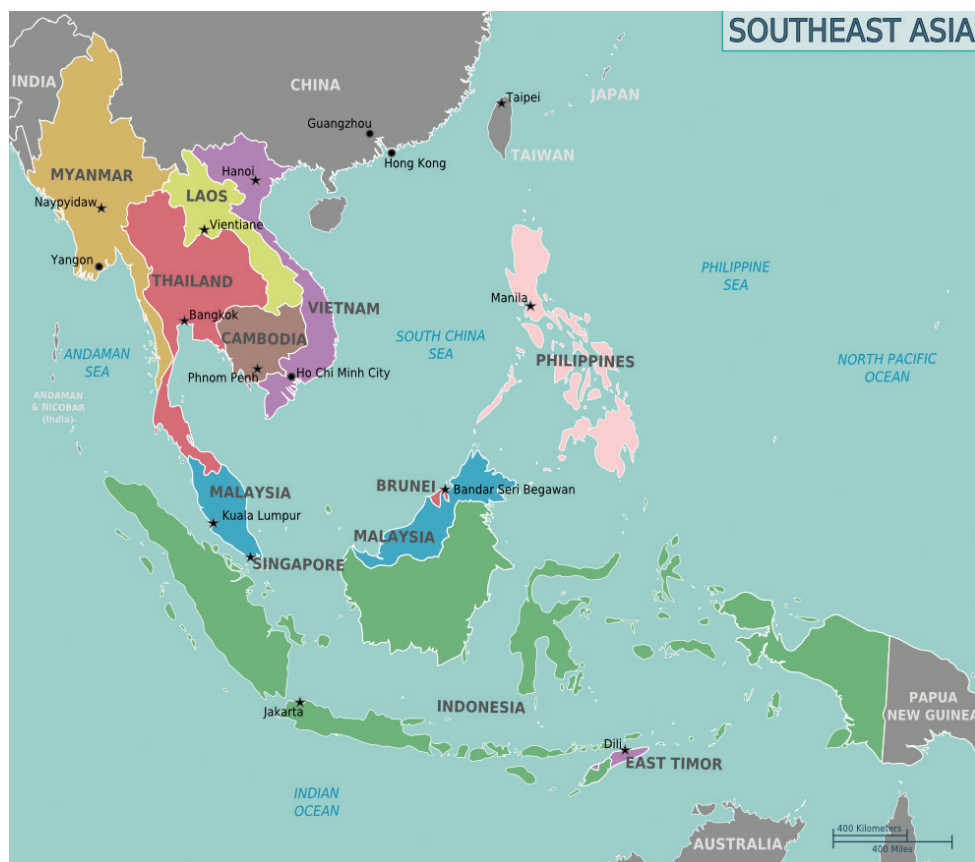 SOUTHEAST ASIA
INDIA
CHINA
JAPAN
Taipei
Guangzhou
Hong Kong
TAIWAN
MYANMAR
Hanoi
LAOS
Naypyidaw
Vientiane
Yangon
THAILAND
PHILIPPINE
SEA
Manila
VIETNAM
Bangkok
CAMBODIA
SOUTH CHINA
SEA
ANDAMAN
SEA
PHILIPPINES
NORTH PACIFIC
OCEAN
Phnom Penh
Ho Chi Minh City
ANDAMAN
& NICOBAR
(India)
MALAYSIA
BRUNEI
Bandar Seri Begawan
Kuala Lumpur
MALAYSIA
SINGAPORE
INDONESIA
Jakarta
PAPUA
NEW GUINEA
Dili
EAST TIMOR
INDIAN
OCEAN
400 Kilometers
400 Miles
AUSTRALIA